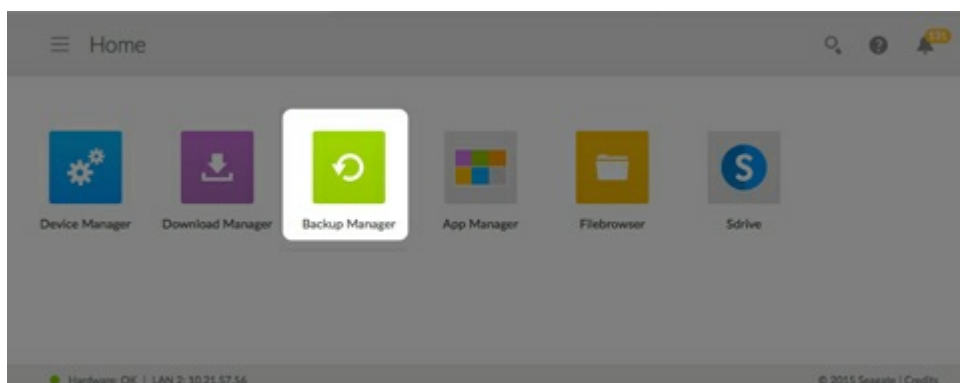 Home
Device Manager
Download Manager
Backup Manager
App Manager
Filebrowser
S
Sdrive
Hardware: OK | LAN 2: 10.21.57.56
© 2015 Seagate | Credits